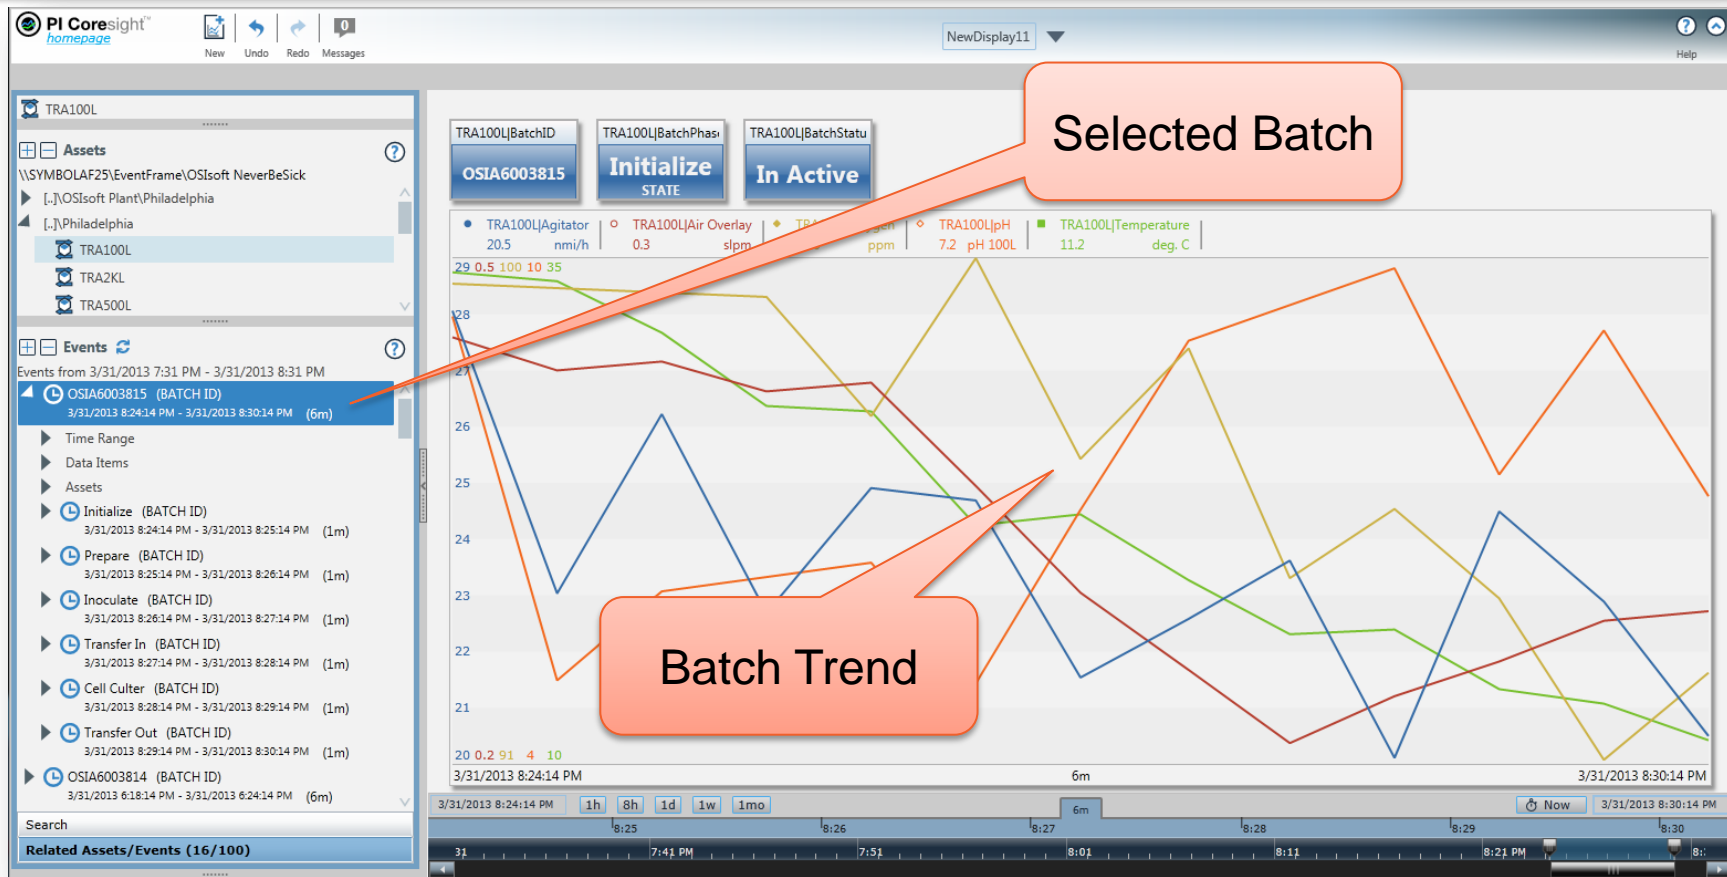 PI Coresight™
homepage
New Undo Redo Messages
0
NewDisplay11
Help
TRA100L
Assets
\\SYMBOLAF25\EventFrame\OSIsoft NeverBeSick
[..]\OSIsoft Plant\Philadelphia
[..]\Philadelphia
TRA100L
TRA2KL
TRA500L
Events
Events from 3/31/2013 7:31 PM - 3/31/2013 8:31 PM
OSIA6003815 (BATCH ID)
3/31/2013 8:24:14 PM - 3/31/2013 8:30:14 PM (6m)
Time Range
Data Items
Assets
Initialize (BATCH ID)
3/31/2013 8:24:14 PM - 3/31/2013 8:25:14 PM (1m)
Prepare (BATCH ID)
3/31/2013 8:25:14 PM - 3/31/2013 8:26:14 PM (1m)
Inoculate (BATCH ID)
3/31/2013 8:26:14 PM - 3/31/2013 8:27:14 PM (1m)
Transfer In (BATCH ID)
3/31/2013 8:27:14 PM - 3/31/2013 8:28:14 PM (1m)
Cell Culter (BATCH ID)
3/31/2013 8:28:14 PM - 3/31/2013 8:29:14 PM (1m)
Transfer Out (BATCH ID)
3/31/2013 8:29:14 PM - 3/31/2013 8:30:14 PM (1m)
OSIA6003814 (BATCH ID)
3/31/2013 6:18:14 PM - 3/31/2013 6:24:14 PM (6m)
Search
Related Assets/Events (16/100)
Selected Batch
TRA100L|BatchID
OSIA6003815
TRA100L|BatchPhas
Initialize
STATE
TRA100L|BatchStatu
In Active
TRA100L|Agitator TRA100L|Air Overlay TRA100L|pH TRA100L|Temperature
20.5 nmi/h 0.3 slpm ppm 7.2 pH 100L 11.2 deg. C
29 0.5 100 10 35
28
27
26
25
24
23
22
21
20 0.2 91 4 10
Batch Trend
3/31/2013 8:24:14 PM 6m 3/31/2013 8:30:14 PM
3/31/2013 8:24:14 PM 1h 8h 1d 1w 1mo 6m Now 3/31/2013 8:30:14 PM
8:25 8:26 8:27 8:28 8:29 8:30
31 7:41 PM 7:51 8:01 8:11 8:21 PM 8: